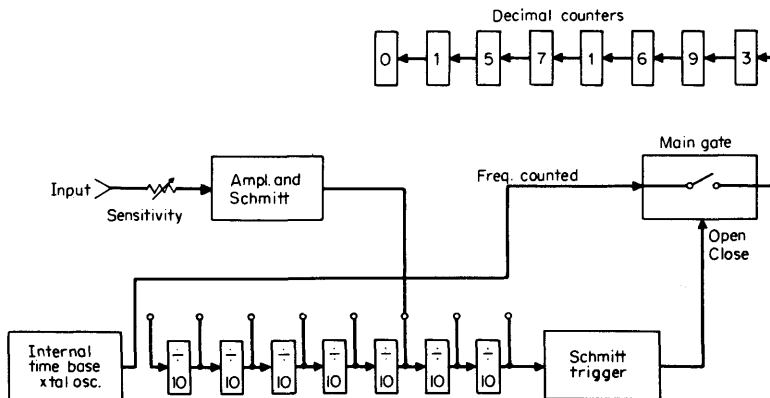 Decimal counters
0 1 5 7 1 6 9 3
Main gate
Input
Sensitivity
Ampl. and
Schmitt
Freq. counted
Open
Close
Internal
time base
xtal osc.
÷ ÷ ÷ ÷ ÷ ÷ ÷
10 10 10 10 10 10 10
Schmitt
trigger